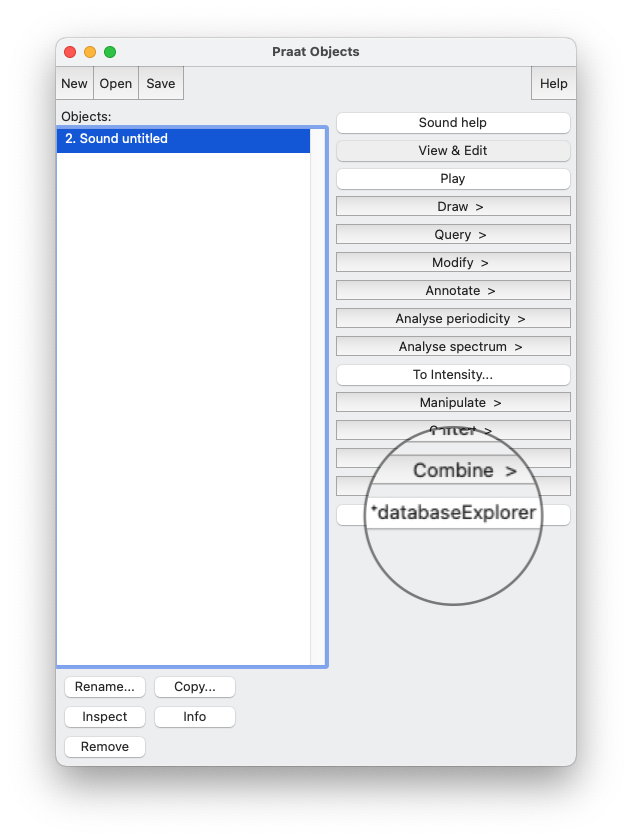 Praat Objects
New Open Save Help
Objects:
2. Sound untitled
Sound help
View & Edit
Play
Draw >
Query >
Modify >
Annotate >
Analyse periodicity >
Analyse spectrum >
To Intensity...
Manipulate >
>
Combine >
*databaseExplorer
Rename... Copy...
Inspect Info
Remove